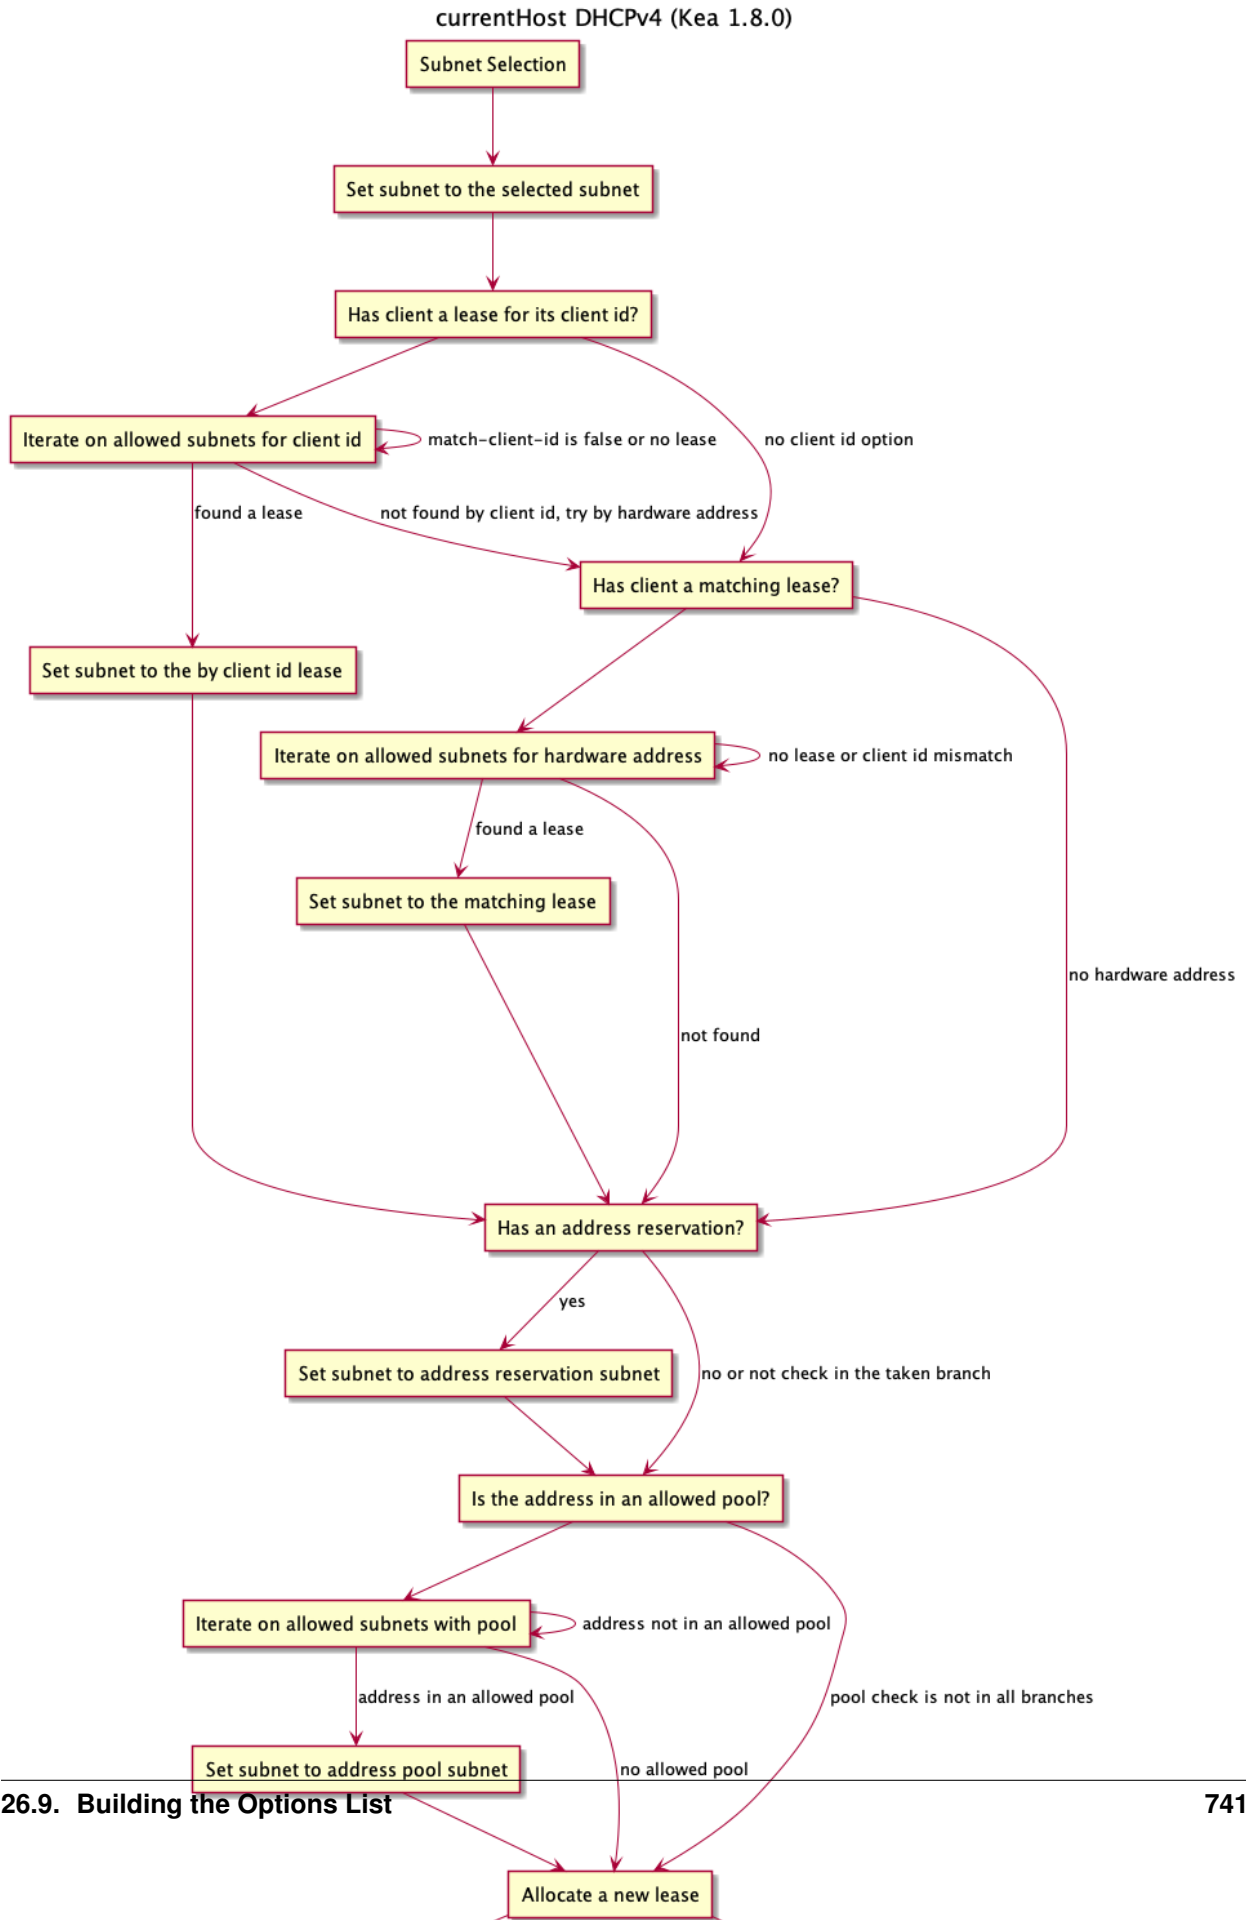 currentHost DHCPv4 (Kea 1.8.0)
Subnet Selection
Set subnet to the selected subnet
Has client a lease for its client id?
Iterate on allowed subnets for client id
match-client-id is false or no lease
no client id option
found a lease
not found by client id, try by hardware address
Has client a matching lease?
Set subnet to the by client id lease
Iterate on allowed subnets for hardware address
no lease or client id mismatch
found a lease
Set subnet to the matching lease
no hardware address
not found
Has an address reservation?
yes
Set subnet to address reservation subnet
no or not check in the taken branch
Is the address in an allowed pool?
Iterate on allowed subnets with pool
address not in an allowed pool
address in an allowed pool
pool check is not in all branches
Set subnet to address pool subnet
no allowed pool
26.9. Building the Options List
741
Allocate a new lease